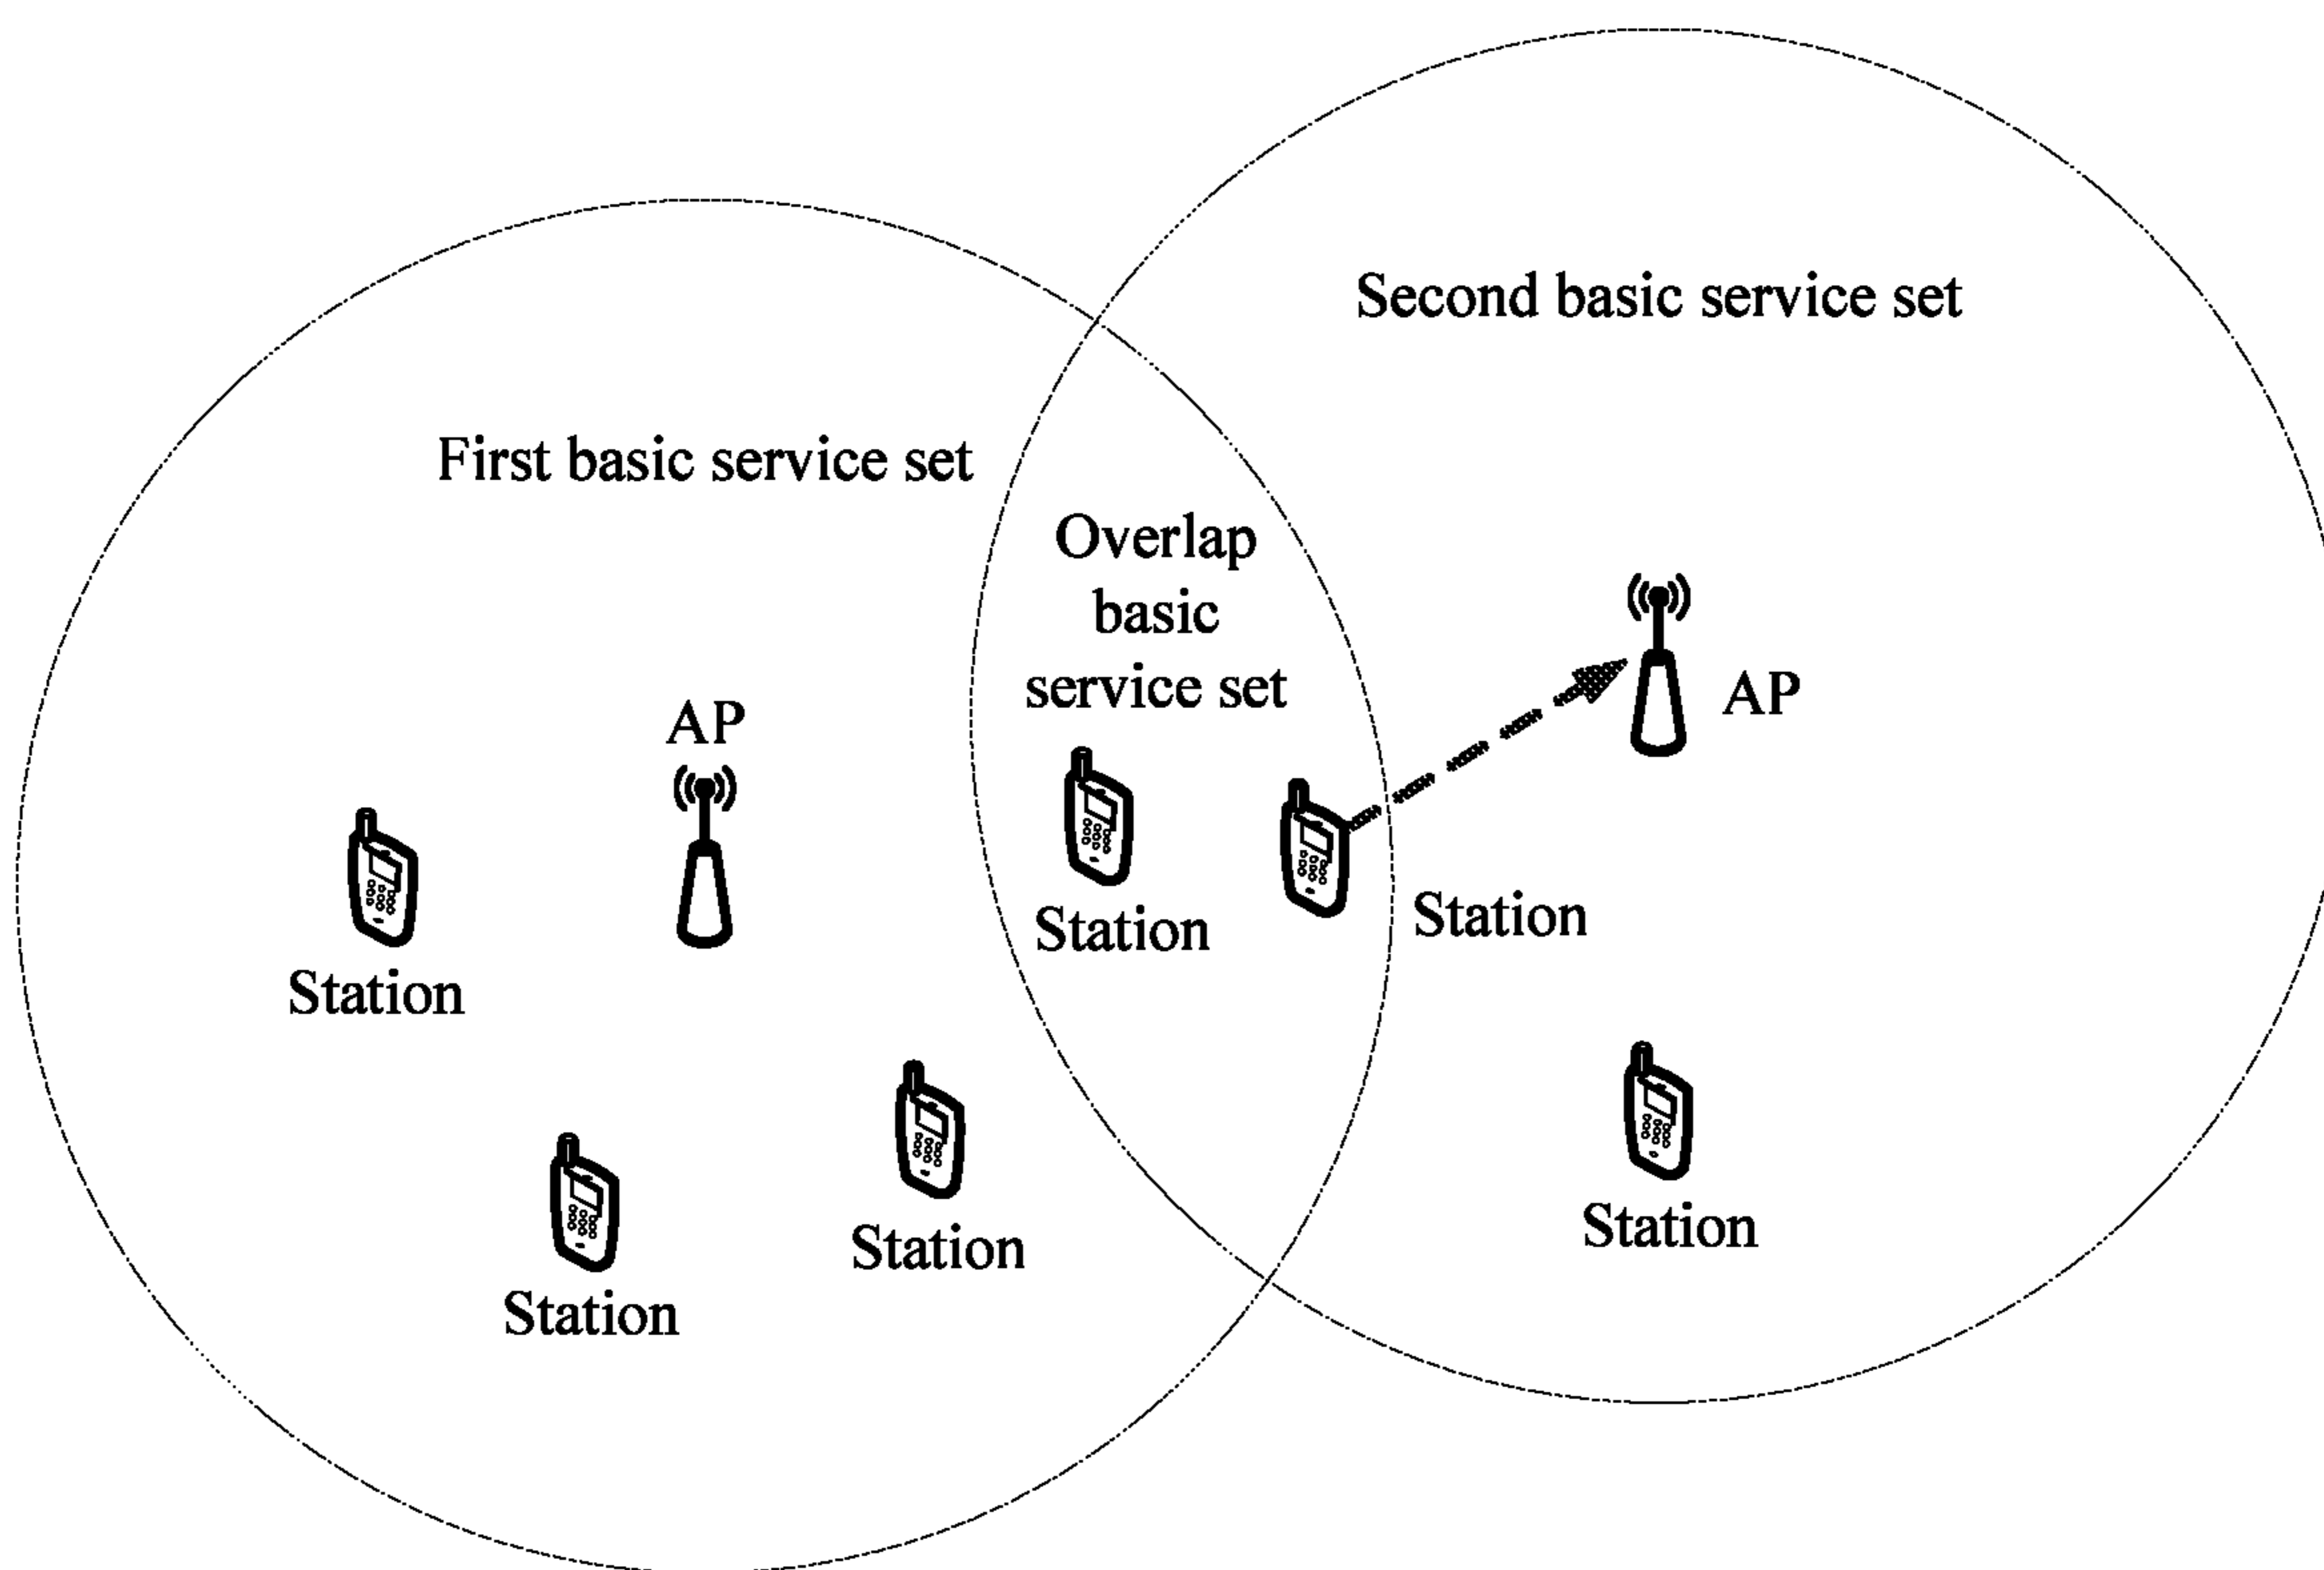 Second basic service set
First basic service set
Overlap
basic
service set
AP
AP
Station
Station
Station
Station
Station
Station